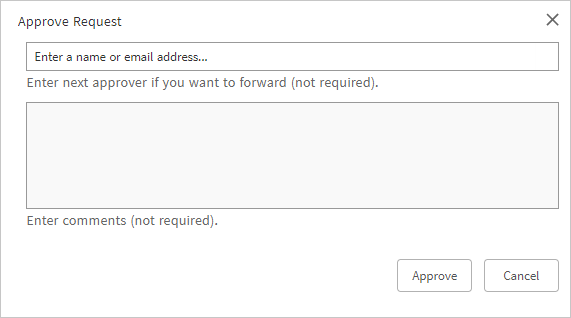 Approve Request
Enter a name or email address...
Enter next approver if you want to forward (not required).
Enter comments (not required).
Approve
Cancel